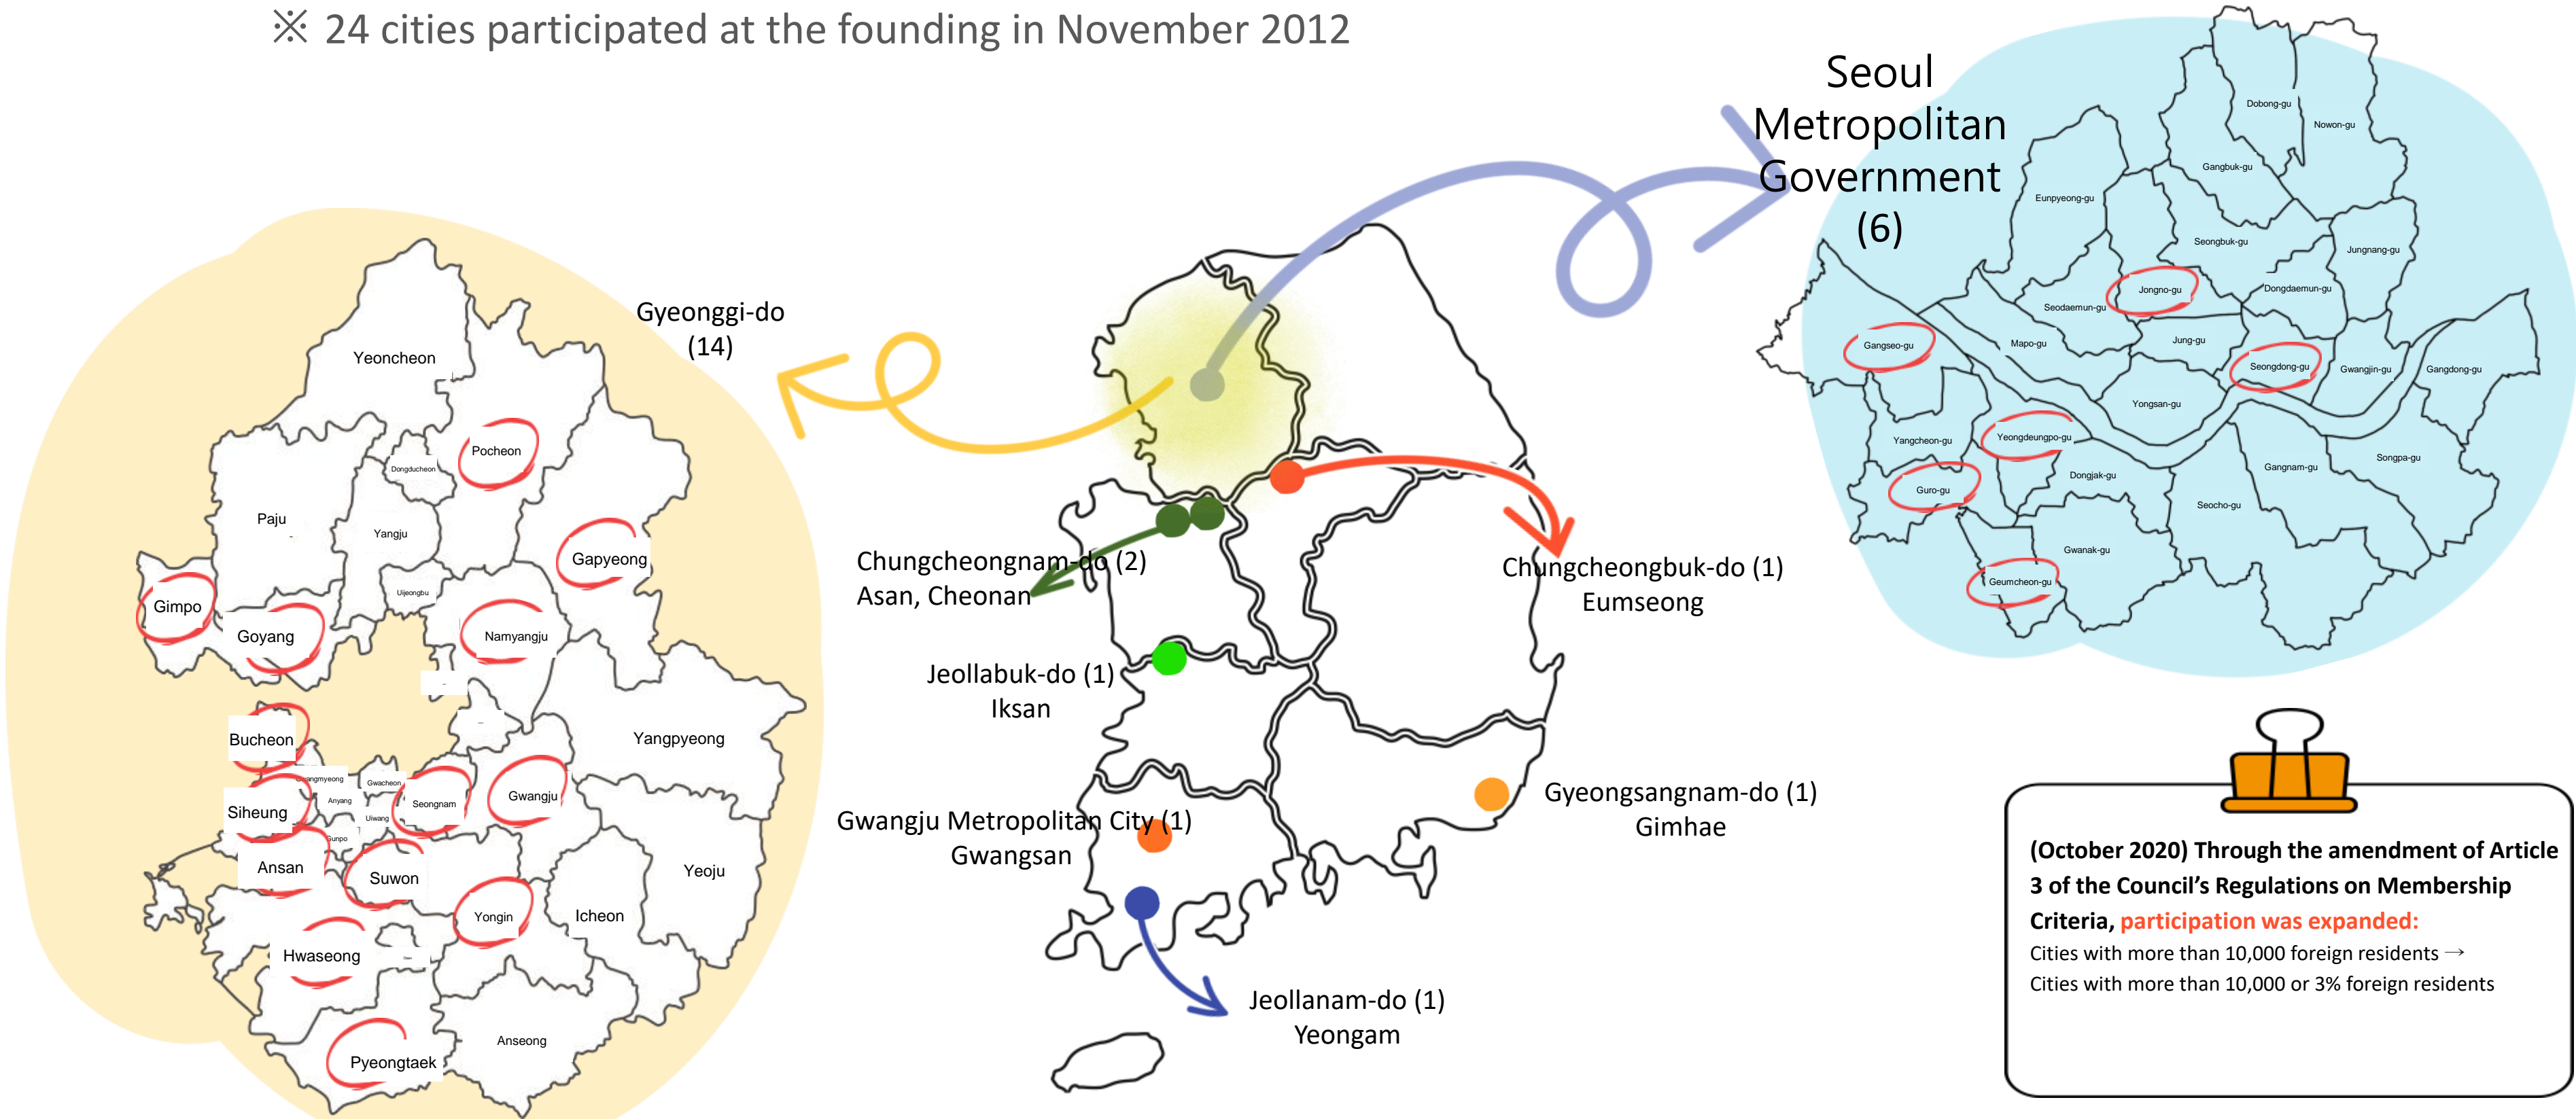 ※ 24 cities participated at the founding in November 2012
Seoul
Metropolitan
Government
(6)
Dobong-gu
Nowon-gu
Gangbuk-gu
Eunpyeong-gu
Seongbuk-gu
Jungnang-gu
Jongno-gu
Dongdaemun-gu
Seodaemun-gu
Gangseo-gu
Mapo-gu
Jung-gu
Seongdong-gu
Gwangjin-gu
Gangdong-gu
Yongsan-gu
Yangcheon-gu
Yeongdeungpo-gu
Songpa-gu
Gangnam-gu
Dongjak-gu
Guro-gu
Seocho-gu
Gwanak-gu
Geumcheon-gu
Gyeonggi-do
(14)
Yeoncheon
Pocheon
Dongducheon
Paju
Yangju
Gapyeong
Uijeongbu
Gimpo
Goyang
Namyangju
Bucheon
Yangpyeong
Gwacheon
Siheung
Anyang
Seongnam
Gwangju
Uiwang
Ansan
Suwon
Yeoju
Yongin
Icheon
Hwaseong
Anseong
Pyeongtaek
Chungcheongnam-do (2)
Asan, Cheonan
Chungcheongbuk-do (1)
Eumseong
Jeollabuk-do (1)
Iksan
Gwangju Metropolitan City (1)
Gwangsan
Gyeongsangnam-do (1)
Gimhae
Jeollanam-do (1)
Yeongam
(October 2020) Through the amendment of Article
3 of the Council’s Regulations on Membership
Criteria, participation was expanded:
Cities with more than 10,000 foreign residents →
Cities with more than 10,000 or 3% foreign residents